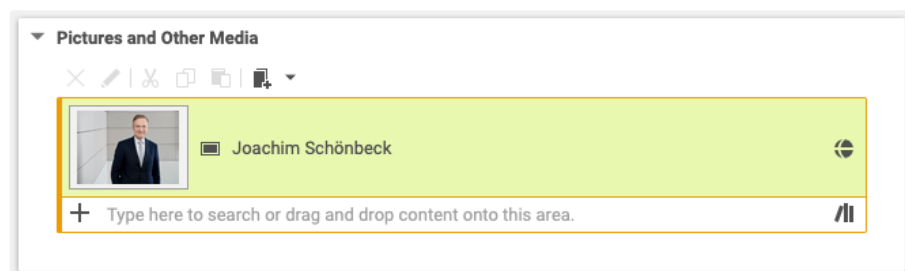 Pictures and Other Media
Joachim Schönbeck
Type here to search or drag and drop content onto this area.